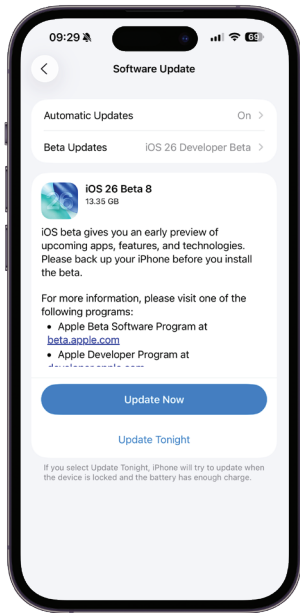 09:29
69
Software Update
Automatic Updates On
Beta Updates iOS 26 Developer Beta
26
iOS 26 Beta 8
13.35 GB
iOS beta gives you an early preview of
upcoming apps, features, and technologies.
Please back up your iPhone before you install
the beta.
For more information, please visit one of the
following programs:
• Apple Beta Software Program at
beta.apple.com
• Apple Developer Program at
developer.apple.com
Update Now
Update Tonight
If you select Update Tonight, iPhone will try to update when
the device is locked and the battery has enough charge.